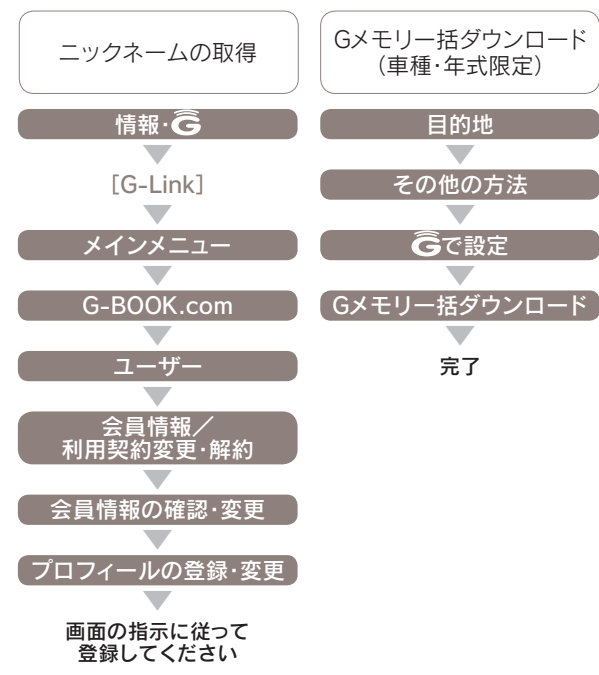 ニックネームの取得
情報・G
[G-Link]
メインメニュー
G-BOOK.com
ユーザー
会員情報／
利用契約変更・解約
会員情報の確認・変更
プロフィールの登録・変更
画面の指示に従って
登録してください
Gメモリ一括ダウンロード
（車種・年式限定）
目的地
その他の方法
Gで設定
Gメモリ一括ダウンロード
完了